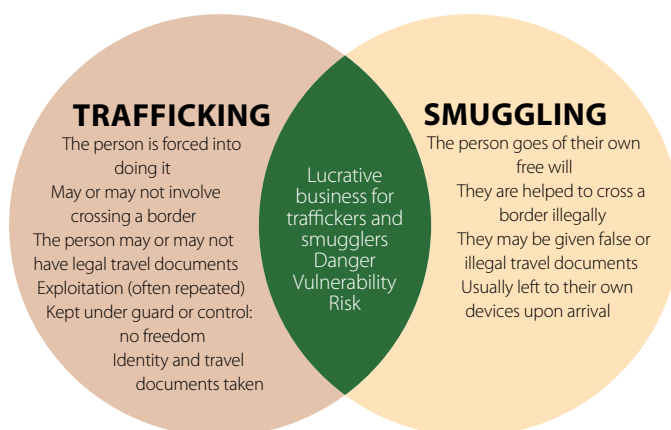 TRAFFICKING
The person is forced into
doing it
May or may not involve
crossing a border
The person may or may not
have legal travel documents
Exploitation (often repeated)
Kept under guard or control:
no freedom
Identity and travel
documents taken
Lucrative
business for
traffickers and
smugglers
Danger
Vulnerability
Risk
SMUGGLING
The person goes of their own
free will
They are helped to cross a
border illegally
They may be given false or
illegal travel documents
Usually left to their own
devices upon arrival